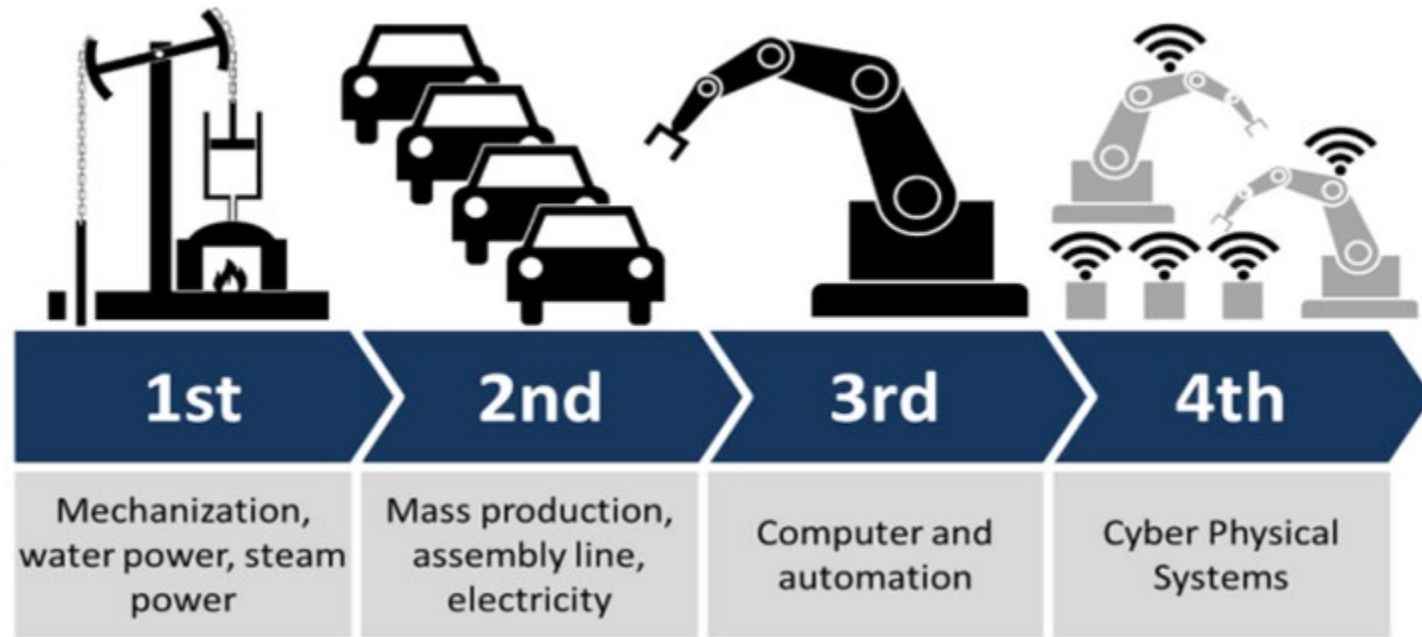 1st
2nd
3rd
4th
Mechanization,
water power, steam
power
Mass production,
assembly line,
electricity
Computer and
automation
Cyber Physical
Systems